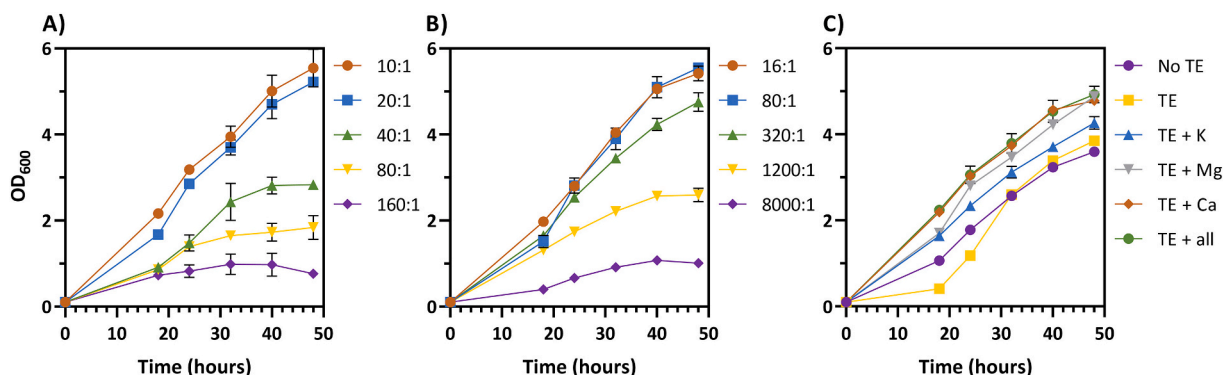 A)
OD600
6
4
2
0
0 10 20 30 40 50
Time (hours)
10:1
20:1
40:1
80:1
160:1
B)
6
4
2
0
0 10 20 30 40 50
Time (hours)
16:1
80:1
320:1
1200:1
8000:1
C)
6
4
2
0
0 10 20 30 40 50
Time (hours)
No TE
TE
TE + K
TE + Mg
TE + Ca
TE + all